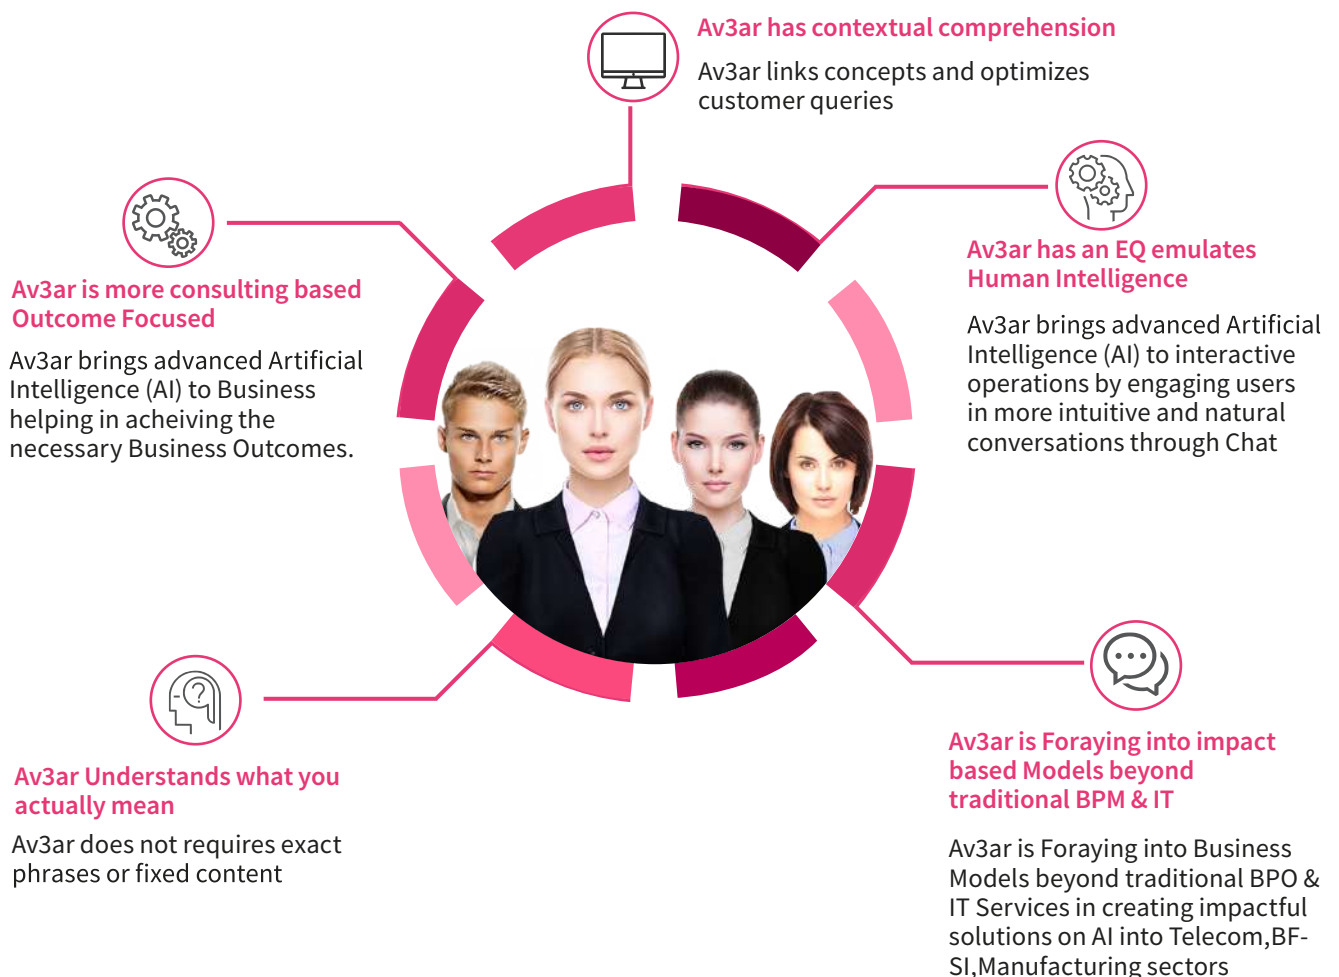 Av3ar has contextual comprehension
Av3ar links concepts and optimizes
customer queries
Av3ar has an EQ emulates
Human Intelligence
Av3ar brings advanced Artificial
Intelligence (AI) to interactive
operations by engaging users
in more intuitive and natural
conversations through Chat
Av3ar is more consulting based
Outcome Focused
Av3ar brings advanced Artificial
Intelligence (AI) to Business
helping in acheiving the
necessary Business Outcomes.
?
Av3ar Understands what you
actually mean
Av3ar does not requires exact
phrases or fixed content
Av3ar is Foraying into impact
based Models beyond
traditional BPM & IT
Av3ar is Foraying into Business
Models beyond traditional BPO &
IT Services in creating impactful
solutions on AI into Telecom,BF-
SI,Manufacturing sectors